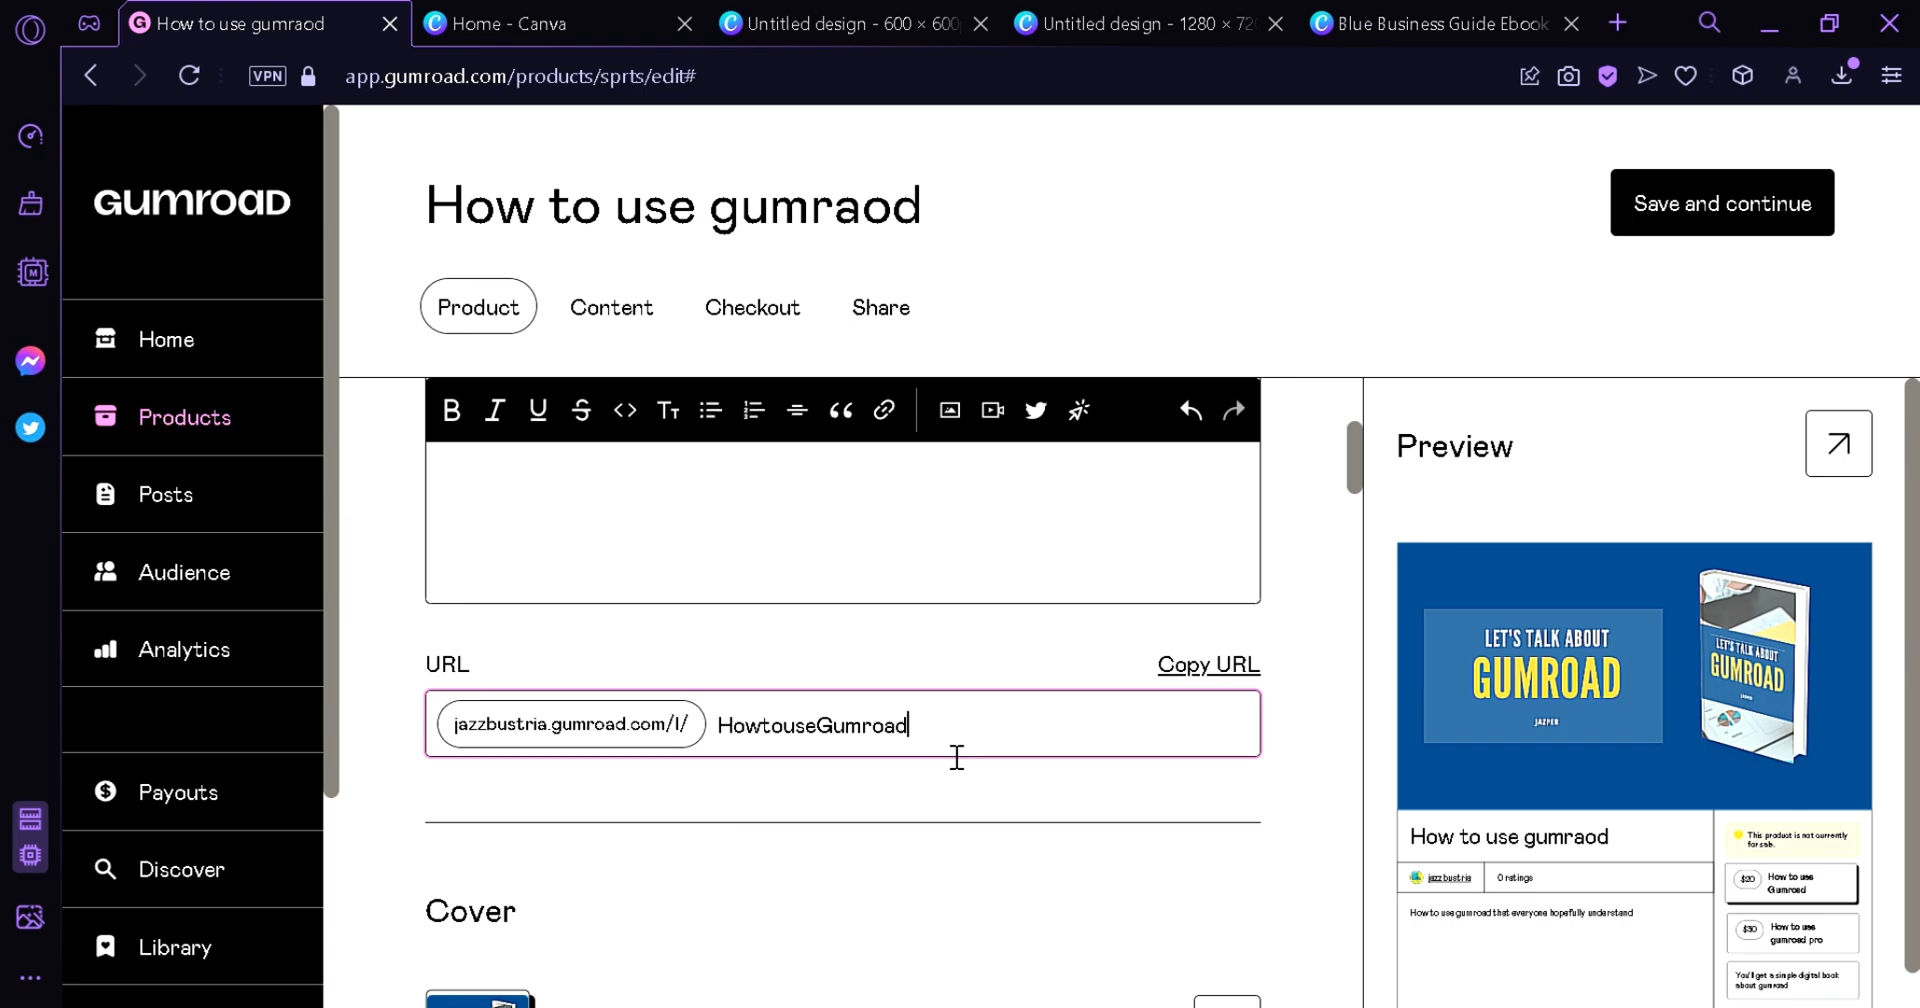 How to use gumraod
Home - Canva
Untitled design - 600 × 600
Untitled design - 1280 × 72
Blue Business Guide Ebook
VPN
app.gumroad.com/products/sprts/edit#
GUMROAD
How to use gumraod
Save and continue
Product
Content
Checkout
Share
Home
Products
Posts
Audience
Analytics
Payouts
Discover
Library
B I U S <> Tт
URL
Copy URL
jazzbustria.gumroad.com/l/
HowtouseGumroad
Cover
Preview
LET'S TALK ABOUT
GUMROAD
JAZPER
LET'S TALK ABOUT
GUMROAD
How to use gumraod
jazzbustria
0 ratings
How to use gumroad that everyone hopefully understand
This product is not currently
for sale.
$20
How to use
Gumroad
$30
How to use
gumroad pro
You'll get a simple digital book
about gumroad